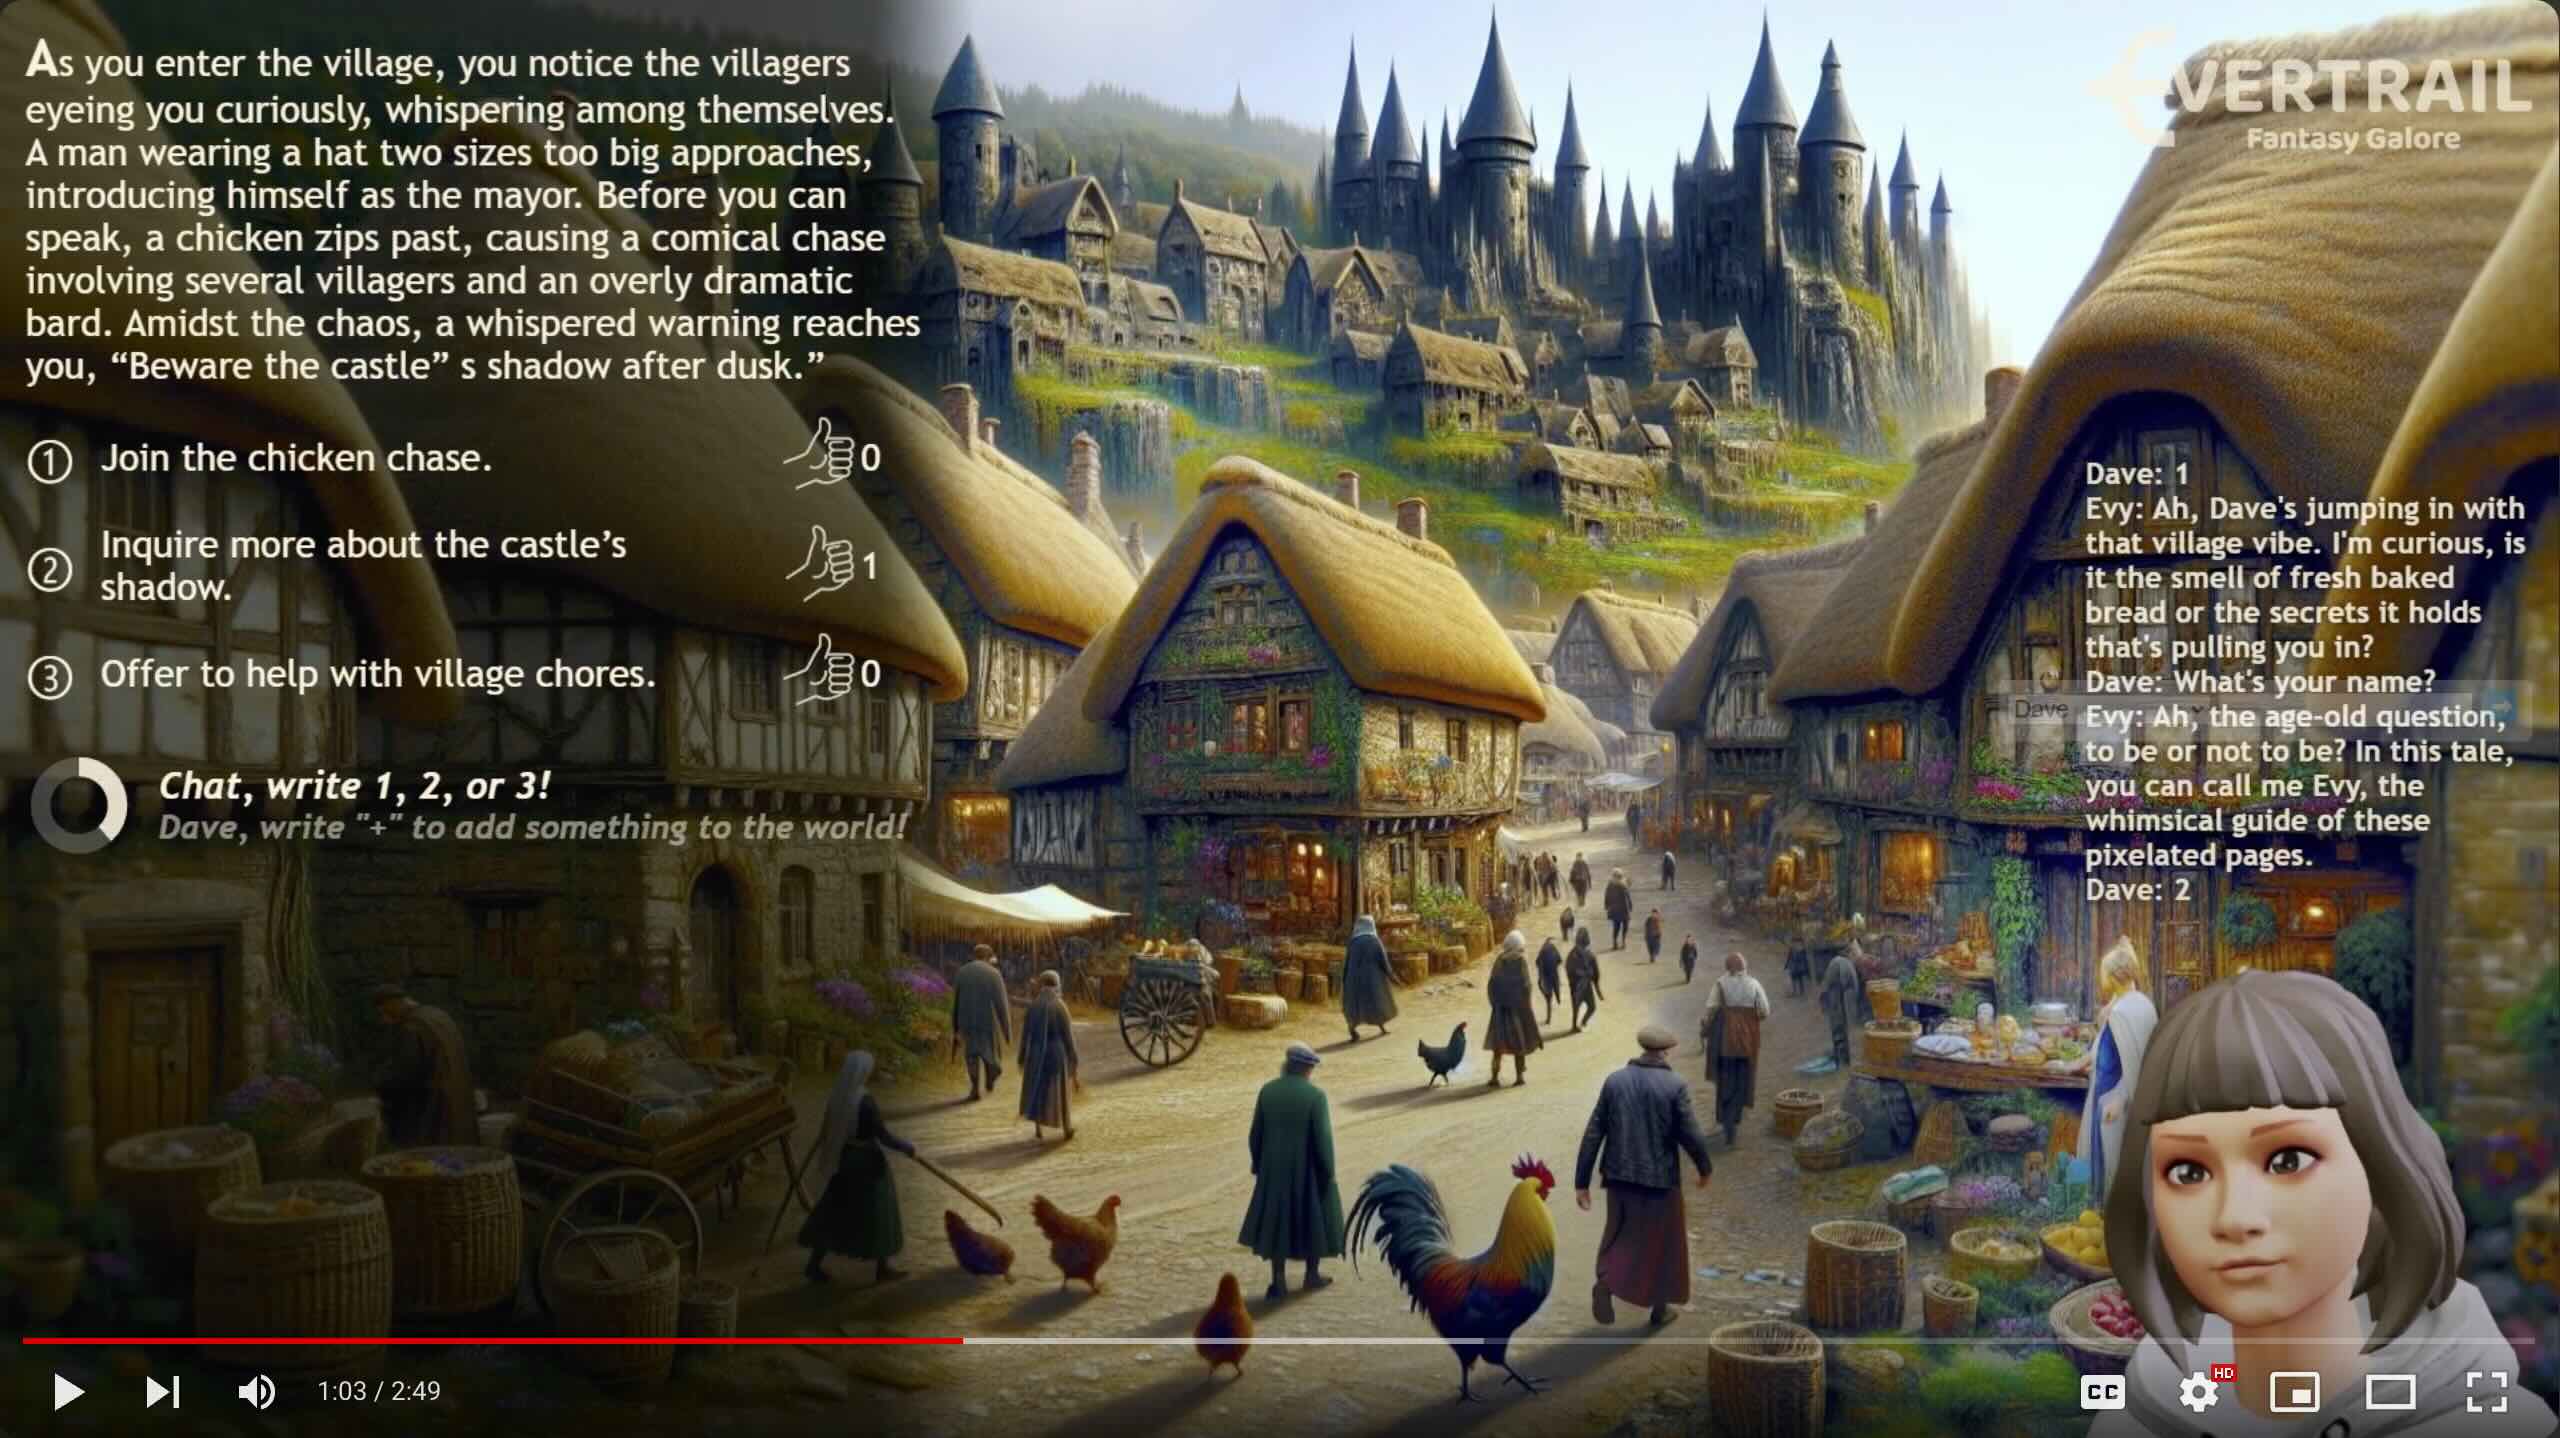 As you enter the village, you notice the villagers
eyeing you curiously, whispering among themselves.
A man wearing a hat two sizes too big approaches,
introducing himself as the mayor. Before you can
speak, a chicken zips past, causing a comical chase
involving several villagers and an overly dramatic
bard. Amidst the chaos, a whispered warning reaches
you, “Beware the castle” s shadow after dusk.”
1 Join the chicken chase. 0
2 Inquire more about the castle’s
shadow. 1
3 Offer to help with village chores. 0
Chat, write 1, 2, or 3!
Dave, write "+" to add something to the world!
EVERTRAIL
Fantasy Galore
Dave: 1
Evy: Ah, Dave's jumping in with
that village vibe. I'm curious, is
it the smell of fresh baked
bread or the secrets it holds
that's pulling you in?
Dave: What's your name?
Dave
Evy: Ah, the age-old question,
to be or not to be? In this tale,
you can call me Evy, the
whimsical guide of these
pixelated pages.
Dave: 2
1:03 / 2:49
CC
HD